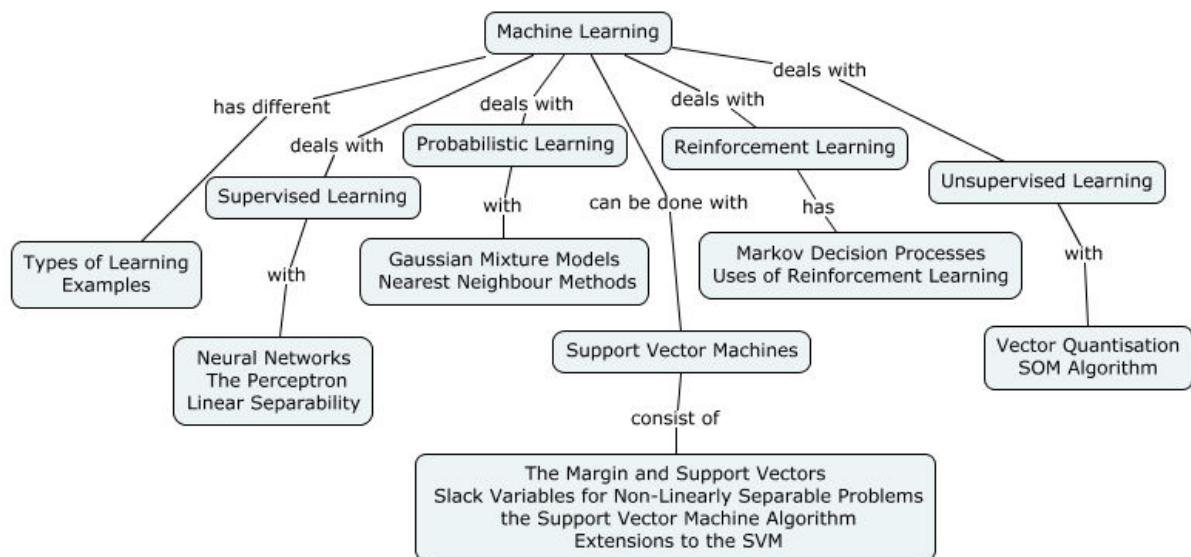 Machine Learning
deals with
has different
deals with
deals with
deals with
Probabilistic Learning
Reinforcement Learning
Supervised Learning
Unsupervised Learning
with
can be done with
has
Types of Learning
Examples
Gaussian Mixture Models
Nearest Neighbour Methods
Markov Decision Processes
Uses of Reinforcement Learning
with
with
Neural Networks
The Perceptron
Linear Separability
Support Vector Machines
Vector Quantisation
SOM Algorithm
consist of
The Margin and Support Vectors
Slack Variables for Non-Linearly Separable Problems
the Support Vector Machine Algorithm
Extensions to the SVM